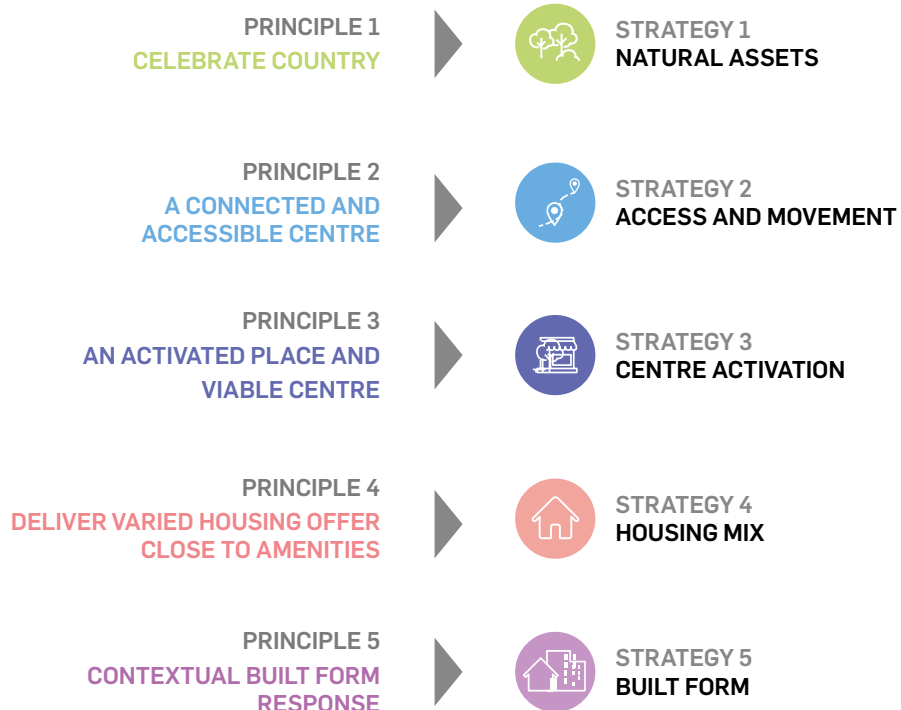 PRINCIPLE 1
CELEBRATE COUNTRY
STRATEGY 1
NATURAL ASSETS
PRINCIPLE 2
A CONNECTED AND
ACCESSIBLE CENTRE
STRATEGY 2
ACCESS AND MOVEMENT
PRINCIPLE 3
AN ACTIVATED PLACE AND
VIABLE CENTRE
STRATEGY 3
CENTRE ACTIVATION
PRINCIPLE 4
DELIVER VARIED HOUSING OFFER
CLOSE TO AMENITIES
STRATEGY 4
HOUSING MIX
PRINCIPLE 5
CONTEXTUAL BUILT FORM
RESPONSE
STRATEGY 5
BUILT FORM